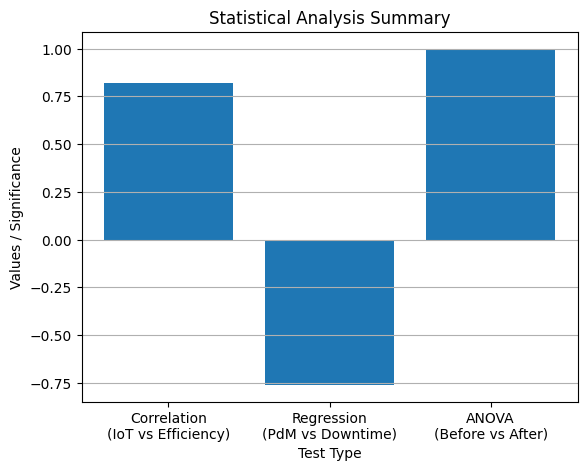 Statistical Analysis Summary
Values / Significance
1.00
0.75
0.50
0.25
0.00
−0.25
−0.50
−0.75
Correlation
(IoT vs Efficiency)
Regression
(PdM vs Downtime)
ANOVA
(Before vs After)
Test Type